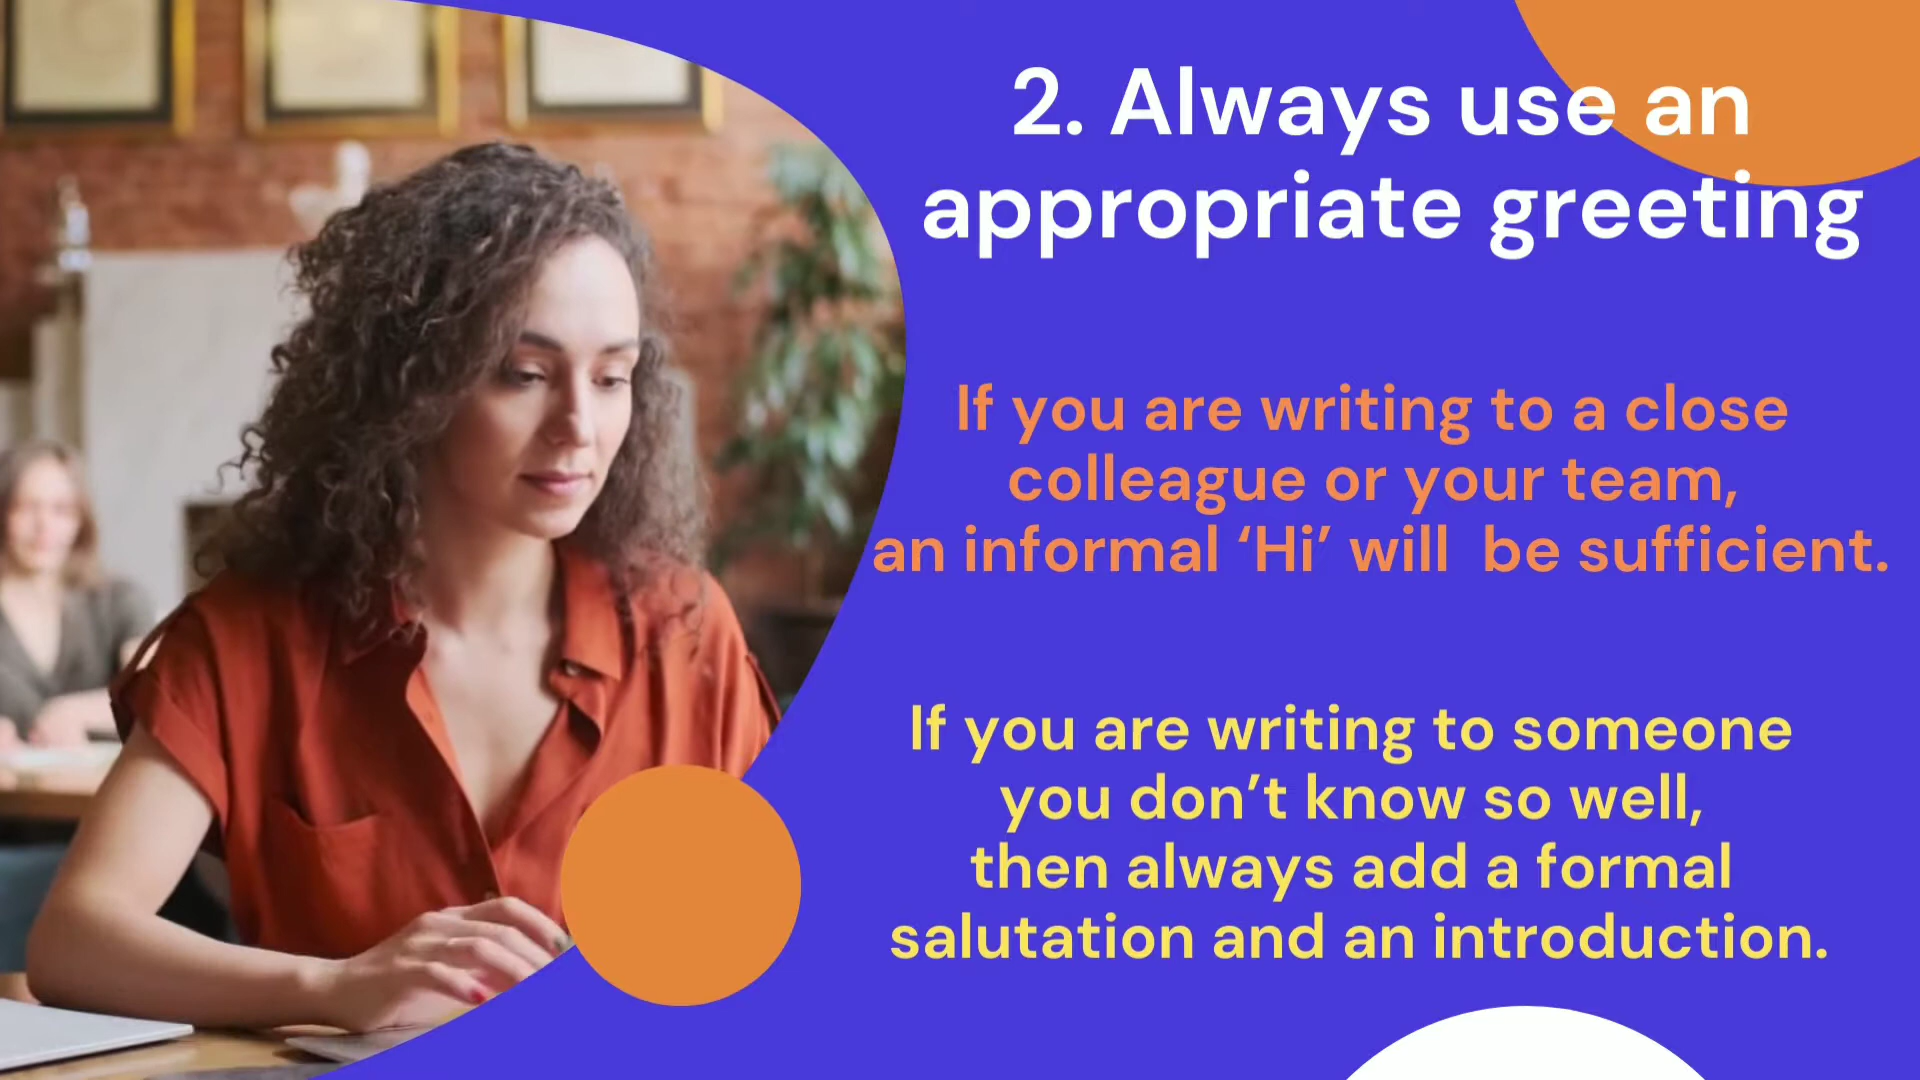 2. Always use an
appropriate greeting
If you are writing to a close
colleague or your team,
an informal ‘Hi’ will  be sufficient.
If you are writing to someone
you don’t know so well,
then always add a formal
salutation and an introduction.